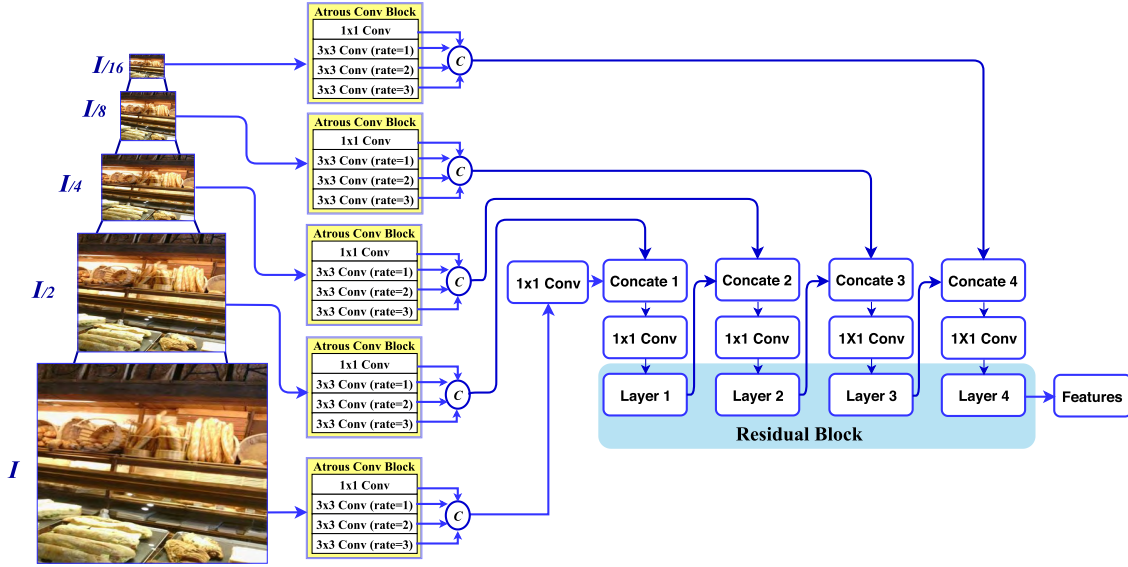 Atrous Conv Block
1x1 Conv
3x3 Conv (rate=1)
3x3 Conv (rate=2)
3x3 Conv (rate=3)
C
I/16
Atrous Conv Block
1x1 Conv
3x3 Conv (rate=1)
3x3 Conv (rate=2)
3x3 Conv (rate=3)
C
I/8
Atrous Conv Block
1x1 Conv
3x3 Conv (rate=1)
3x3 Conv (rate=2)
3x3 Conv (rate=3)
C
I/4
Atrous Conv Block
1x1 Conv
3x3 Conv (rate=1)
3x3 Conv (rate=2)
3x3 Conv (rate=3)
C
I/2
Atrous Conv Block
1x1 Conv
3x3 Conv (rate=1)
3x3 Conv (rate=2)
3x3 Conv (rate=3)
C
I
1x1 Conv
Concate 1
Concate 2
Concate 3
Concate 4
1x1 Conv
1x1 Conv
1X1 Conv
1X1 Conv
Layer 1
Layer 2
Layer 3
Layer 4
Features
Residual Block